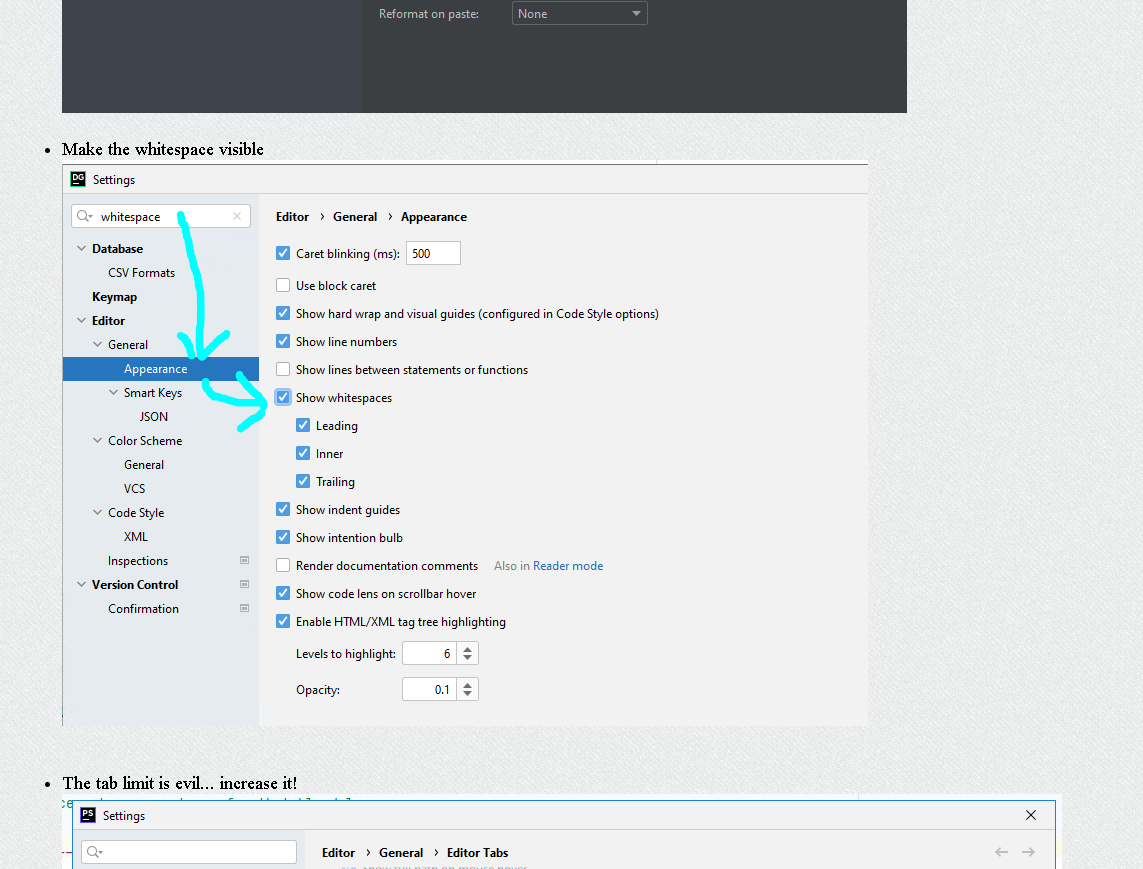 Reformat on paste: None
Make the whitespace visible
DG Settings
whitespace
Editor › General › Appearance
Database
CSV Formats
Keymap
Editor
General
Appearance
Smart Keys
JSON
Color Scheme
General
VCS
Code Style
XML
Inspections
Version Control
Confirmation
Caret blinking (ms): 500
Use block caret
Show hard wrap and visual guides (configured in Code Style options)
Show line numbers
Show lines between statements or functions
Show whitespaces
Leading
Inner
Trailing
Show indent guides
Show intention bulb
Render documentation comments Also in Reader mode
Show code lens on scrollbar hover
Enable HTML/XML tag tree highlighting
Levels to highlight: 6
Opacity: 0.1
The tab limit is evil... increase it!
PS Settings
Editor › General › Editor Tabs